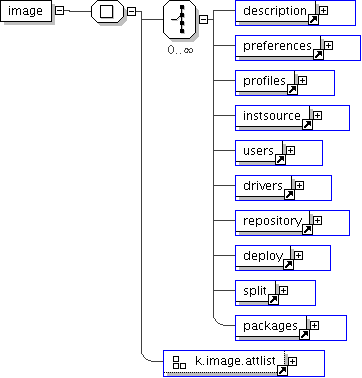 image
0..∞
description
preferences
profiles
instsource
users
drivers
repository
deploy
split
packages
k.image.attlist